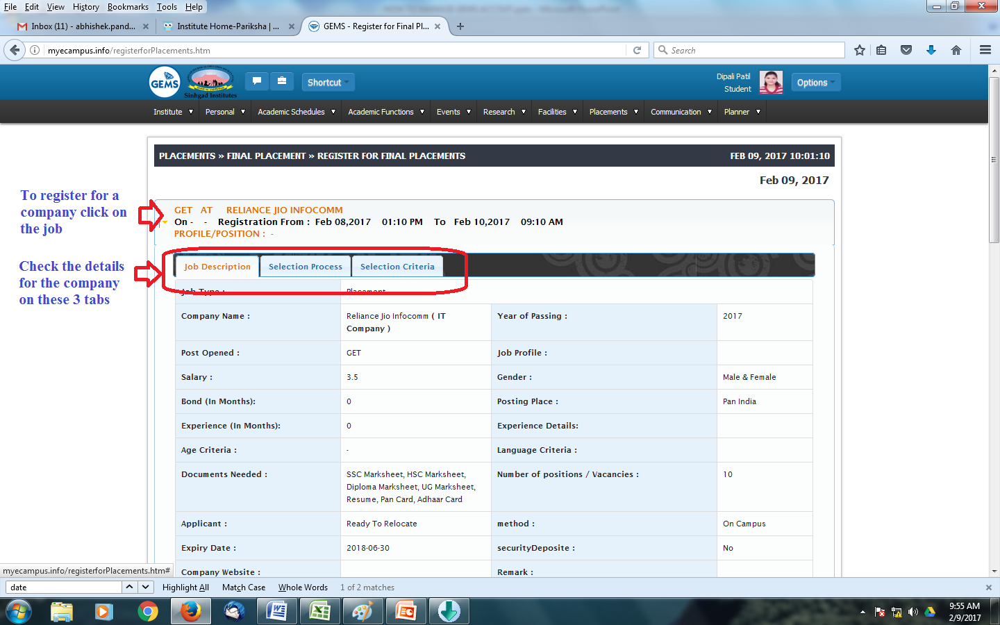 File Edit View History Bookmarks Tools Help
Inbox (11) - abhishek.pand... × Institute Home-Pariksha | ... × GEMS - Register for Final Pl... × +
myecampus.info/registerforPlacements.htm Search
GEMS Sinhgad Institutes Shortcut Dipali Patil Student Options
Institute Personal Academic Schedules Academic Functions Events Research Facilities Placements Communication Planner
PLACEMENTS » FINAL PLACEMENT » REGISTER FOR FINAL PLACEMENTS FEB 09, 2017 10:01:10
Feb 09, 2017
To register for a
company click on
the job
GET AT RELIANCE JIO INFOCOMM
On - - Registration From : Feb 08,2017 01:10 PM To Feb 10,2017 09:10 AM
PROFILE/POSITION : -
Check the details
for the company
on these 3 tabs
Job Description Selection Process Selection Criteria
Job Type : Placement
Company Name : Reliance Jio Infocomm ( IT Year of Passing : 2017
Company )
Post Opened : GET Job Profile :
Salary : 3.5 Gender : Male & Female
Bond (In Months): 0 Posting Place : Pan India
Experience (In Months): 0 Experience Details:
Age Criteria : - Language Criteria :
Documents Needed : SSC Marksheet, HSC Marksheet, Number of positions / Vacancies : 10
Diploma Marksheet, UG Marksheet,
Resume, Pan Card, Adhaar Card
Applicant : Ready To Relocate method : On Campus
Expiry Date : 2018-06-30 securityDeposite : No
Company Website : Remark :
myecampus.info/registerforPlacements.htm#
date Highlight All Match Case Whole Words 1 of 2 matches
9:55 AM
2/9/2017